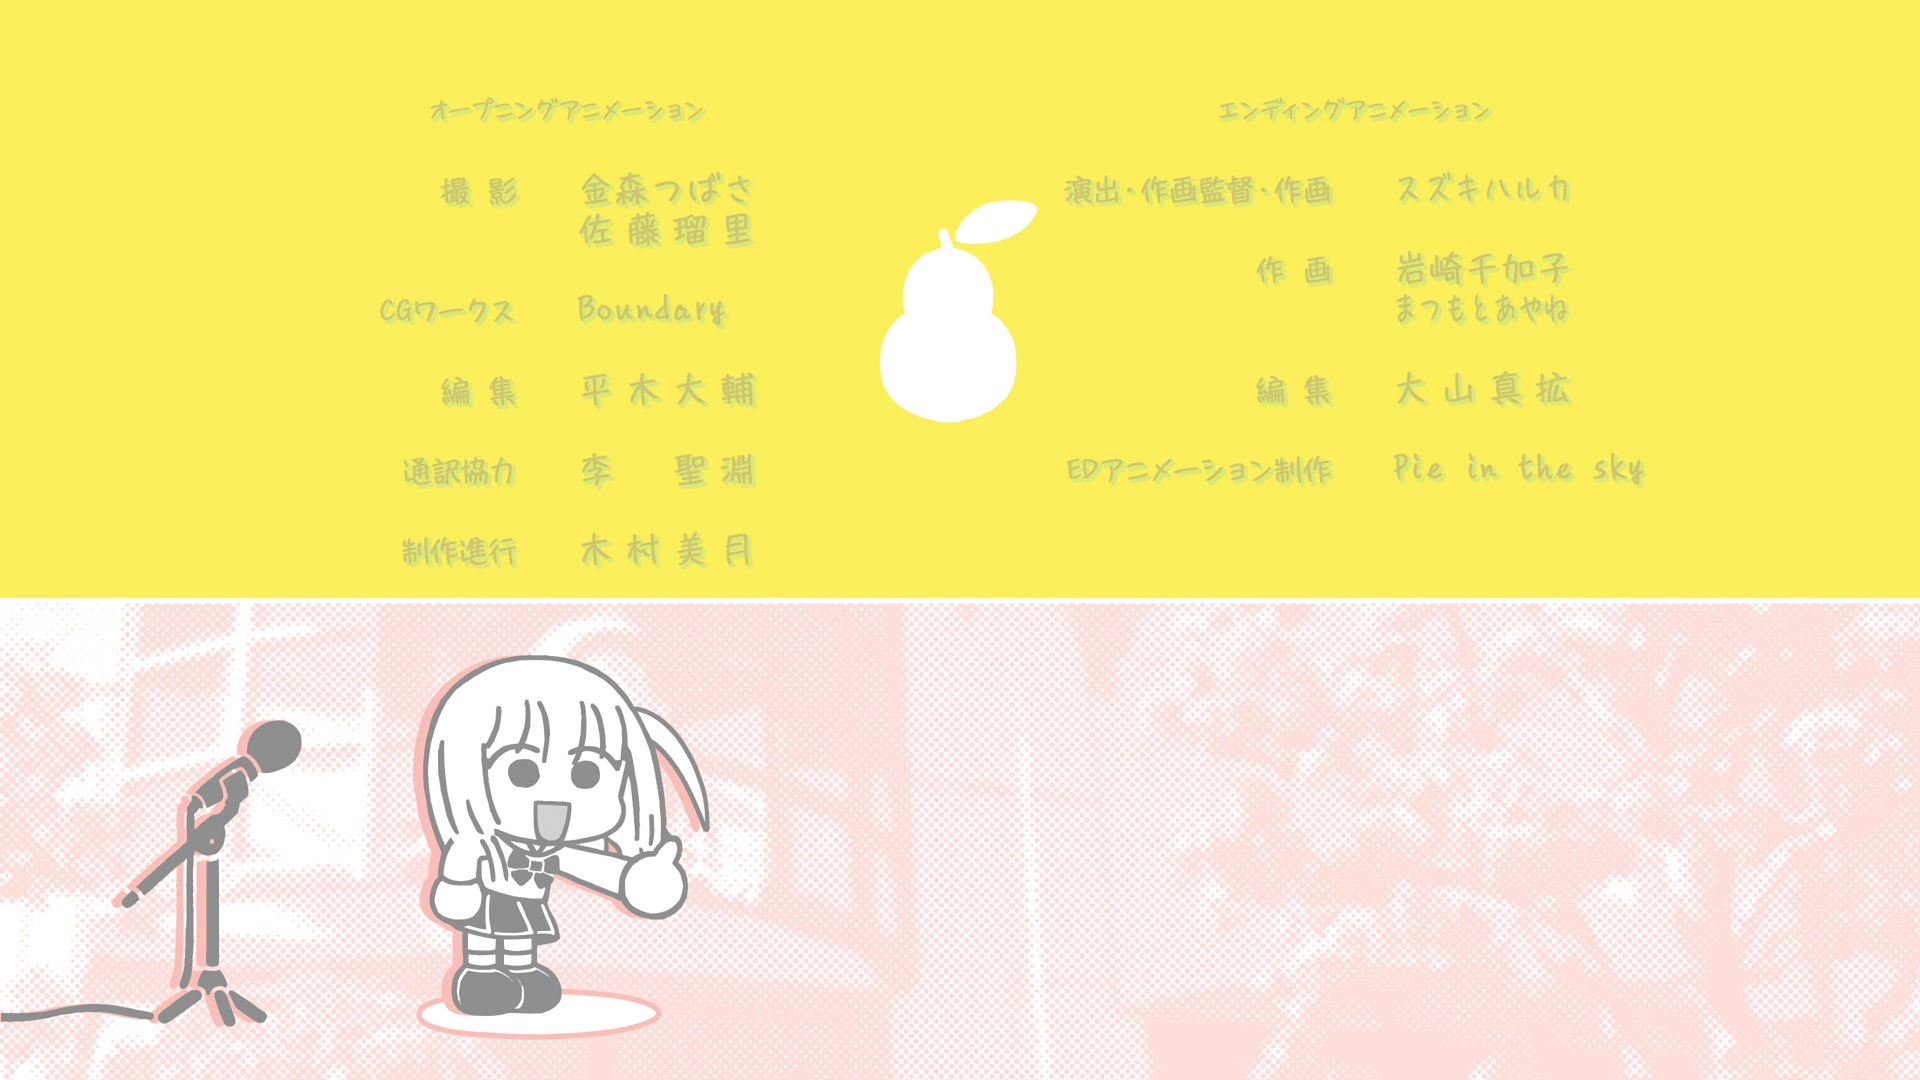 オープニングアニメーション
撮影 金森つばさ
佐藤瑠里
CGワークス Boundary
編集 平木大輔
通訳協力 李 聖淵
制作進行 木村美月
エンディングアニメーション
演出・作画監督・作画 スズキハルカ
作画 岩崎千加子
まつもとあやね
編集 大山真拡
EDアニメーション制作 Pie in the sky